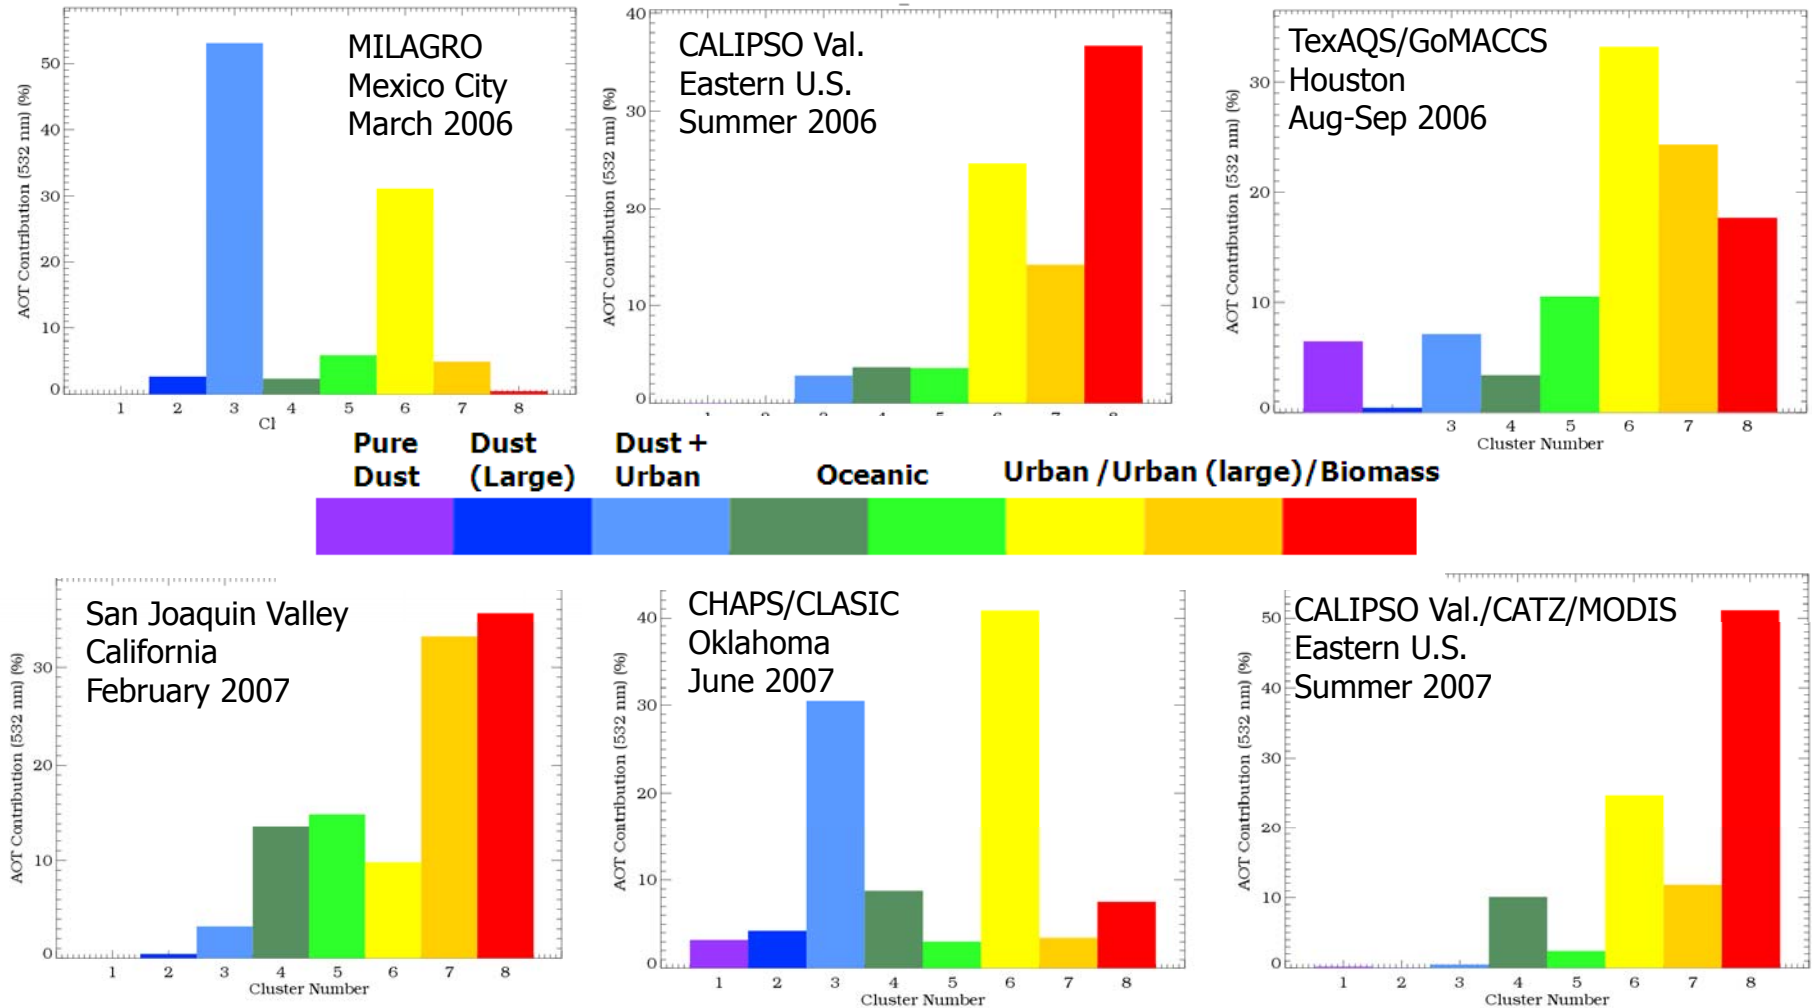 MILAGRO
Mexico City
March 2006
AOT Contribution (532 nm) (%)
50
40
30
20
10
0
1 2 3 4 5 6 7 8
Cl
CALIPSO Val.
Eastern U.S.
Summer 2006
AOT Contribution (532 nm) (%)
40
30
20
10
0
TexAQS/GoMACCS
Houston
Aug-Sep 2006
AOT Contribution (532 nm) (%)
30
20
10
0
3 4 5 6 7 8
Cluster Number
Pure
Dust
Dust
(Large)
Dust +
Urban
Oceanic
Urban /Urban (large)/Biomass
San Joaquin Valley
California
February 2007
AOT Contribution (532 nm) (%)
30
20
10
0
1 2 3 4 5 6 7 8
Cluster Number
CHAPS/CLASIC
Oklahoma
June 2007
AOT Contribution (532 nm) (%)
40
30
20
10
0
1 2 3 4 5 6 7 8
Cluster Number
CALIPSO Val./CATZ/MODIS
Eastern U.S.
Summer 2007
AOT Contribution (532 nm) (%)
50
40
30
20
10
0
1 2 3 4 5 6 7 8
Cluster Number